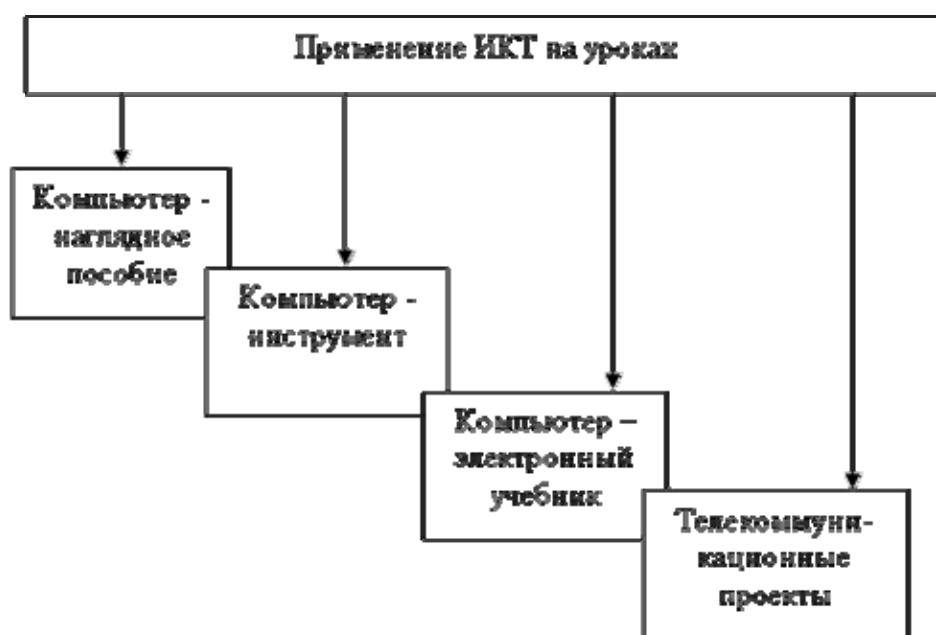 Применение ИКТ на уроках
Компьютер -
наглядное
пособие
Компьютер -
инструмент
Компьютер –
электронный
учебник
Телекоммуни-
кационные
проекты